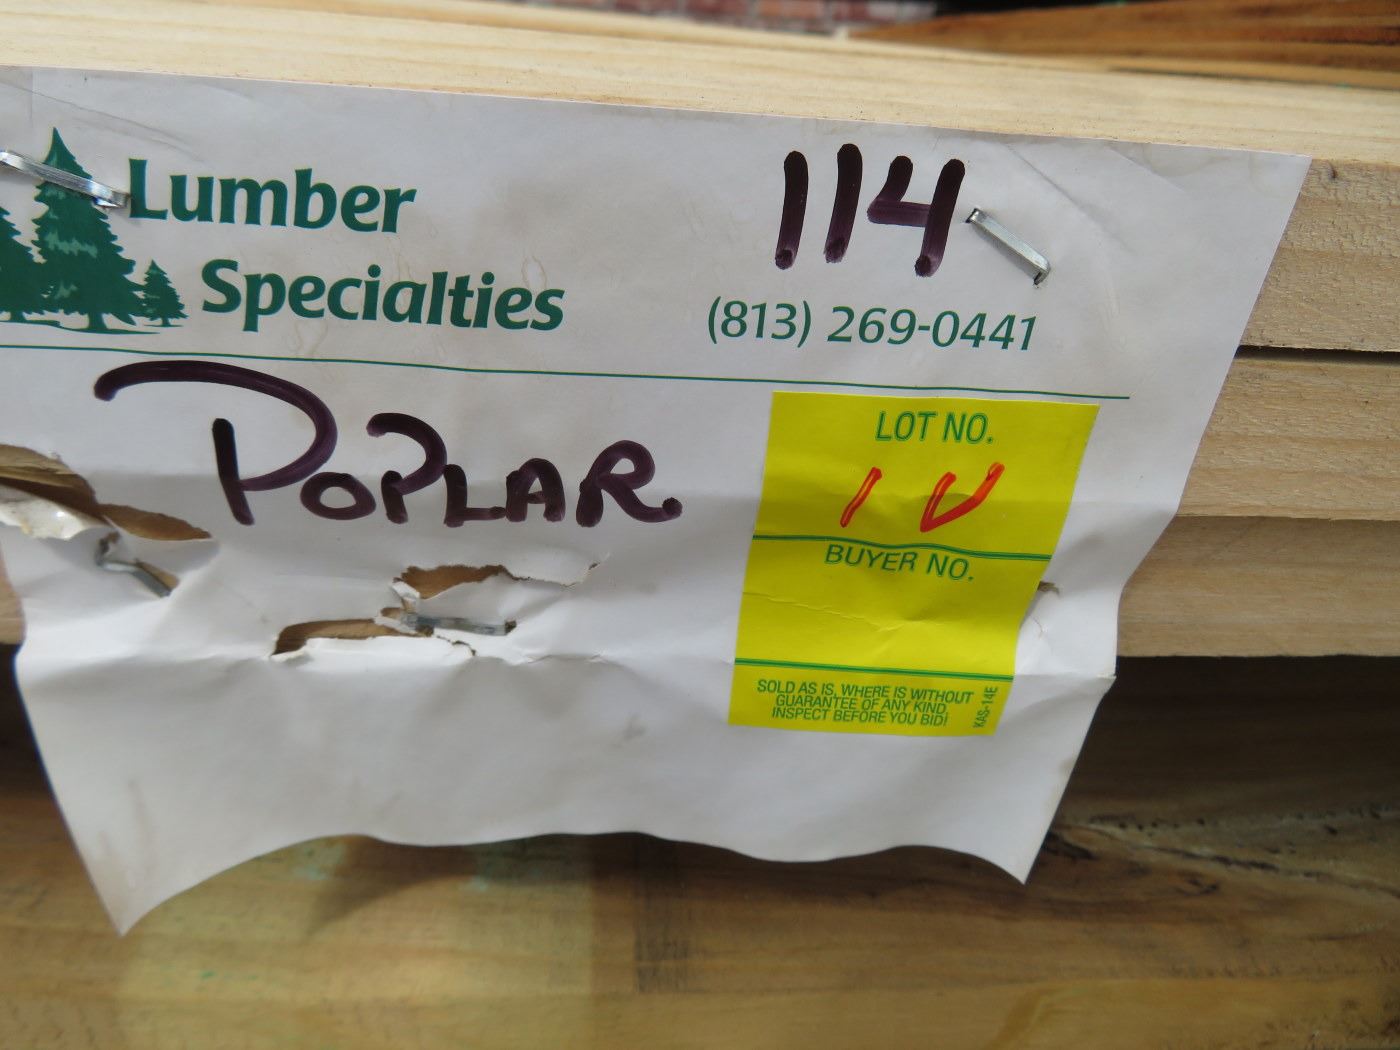 Lumber
Specialties
114
(813) 269-0441
POPLAR
LOT NO.
BUYER NO.
SOLD AS IS, WHERE IS WITHOUT
GUARANTEE OF ANY KIND,
INSPECT BEFORE YOU BID!
KAS-14E